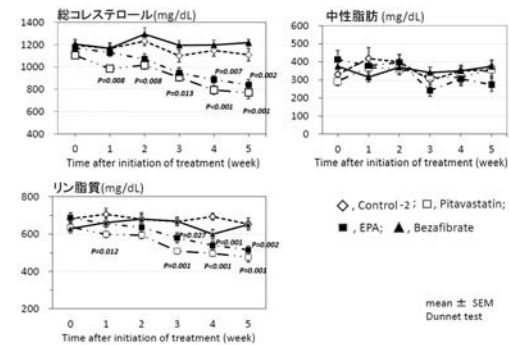 総コレステロール(mg/dL)
1400
1200
1000
800
600
400
P=0.008
P=0.008
P=0.013
P=0.007
P<0.001
P=0.002
P=0.001
0 1 2 3 4 5
Time after initiation of treatment (week)
中性脂肪(mg/dL)
600
500
400
300
200
100
0
0 1 2 3 4 5
Time after initiation of treatment (week)
リン脂質(mg/dL)
800
600
400
200
P=0.012
P=0.027
P=0.001
P=0.001
P<0.001
P=0.002
P=0.001
0 1 2 3 4 5
Time after initiation of treatment (week)
◇, Control-2; □, Pitavastatin;
■, EPA; ▲, Bezafibrate
mean ± SEM
Dunnet test